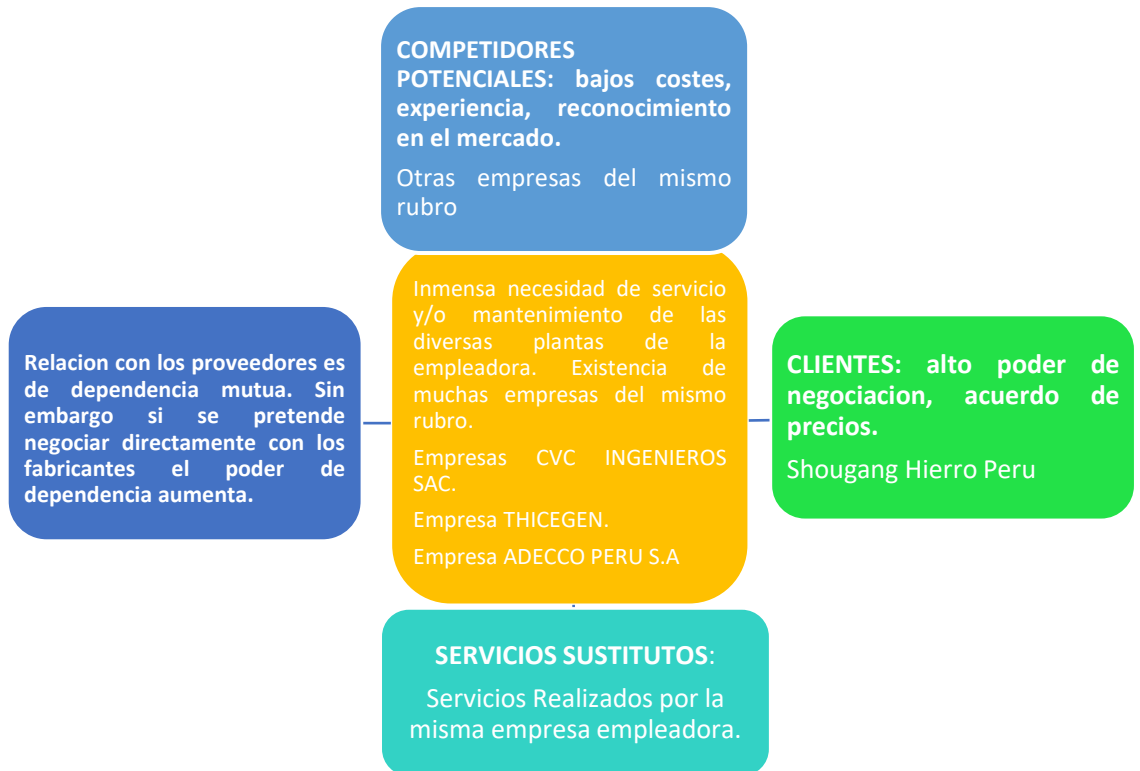 COMPETIDORES
POTENCIALES: bajos costes,
experiencia, reconocimiento
en el mercado.
Otras empresas del mismo
rubro
Relacion con los proveedores es
de dependencia mutua. Sin
embargo si se pretende
negociar directamente con los
fabricantes el poder de
dependencia aumenta.
Inmensa necesidad de servicio
y/o mantenimiento de las
diversas plantas de la
empleadora. Existencia de
muchas empresas del mismo
rubro.
Empresas CVC INGENIEROS
SAC.
Empresa THICEGEN.
Empresa ADECCO PERU S.A
CLIENTES: alto poder de
negociacion, acuerdo de
precios.
Shougang Hierro Peru
SERVICIOS SUSTITUTOS:
Servicios Realizados por la
misma empresa empleadora.